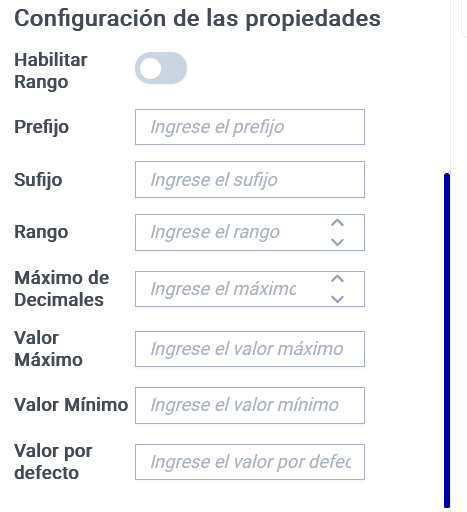 Configuración de las propiedades
Habilitar
Rango
Prefijo
Ingrese el prefijo
Sufijo
Ingrese el sufijo
Rango
Ingrese el rango
Máximo de
Decimales
Ingrese el máximo
Valor
Máximo
Ingrese el valor máximo
Valor Mínimo
Ingrese el valor mínimo
Valor por
defecto
Ingrese el valor por defec